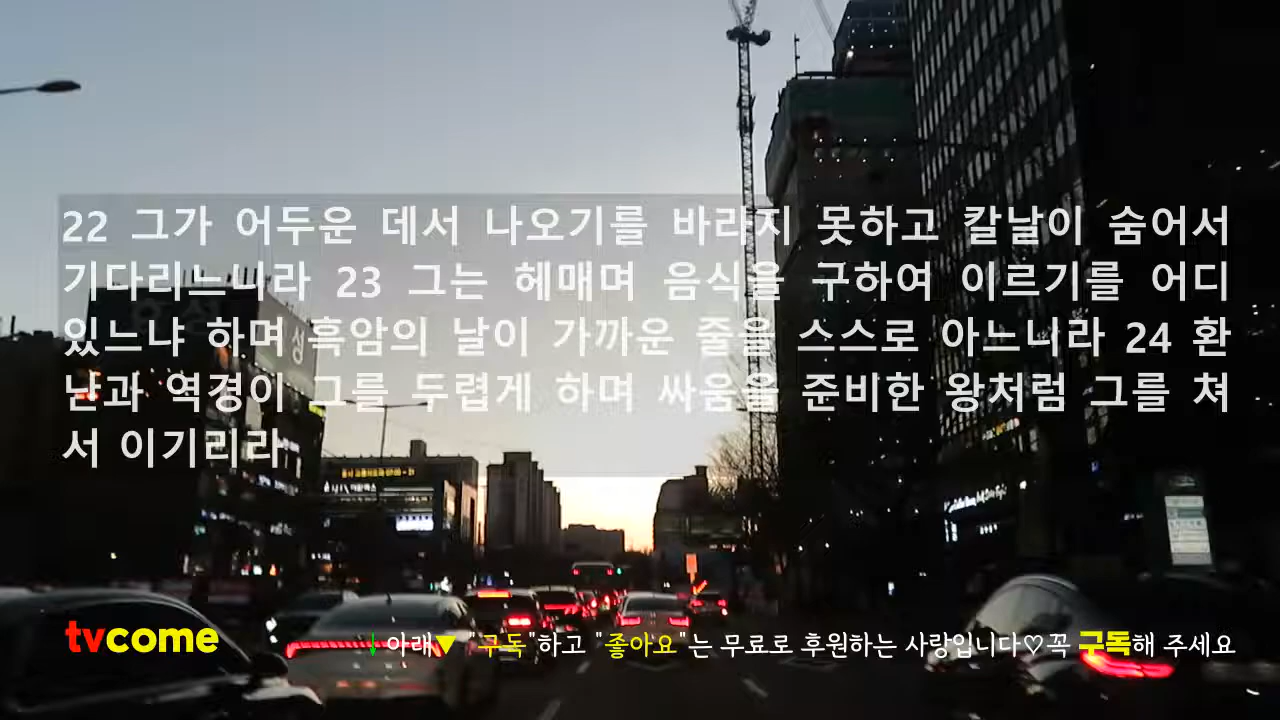 22 그가 어두운 데서 나오기를 바라지 못하고 칼날이 숨어서
기다리느니라 23 그는 헤매며 음식을 구하여 이르기를 어디
있느냐 하며 흑암의 날이 가까운 줄을 스스로 아느니라 24 환
난과 역경이 그를 두렵게 하며 싸움을 준비한 왕처럼 그를 쳐
서 이기리라
tvcome
↓아래▼ "구독"하고 "좋아요"는 무료로 후원하는 사랑입니다♡꼭 구독해 주세요